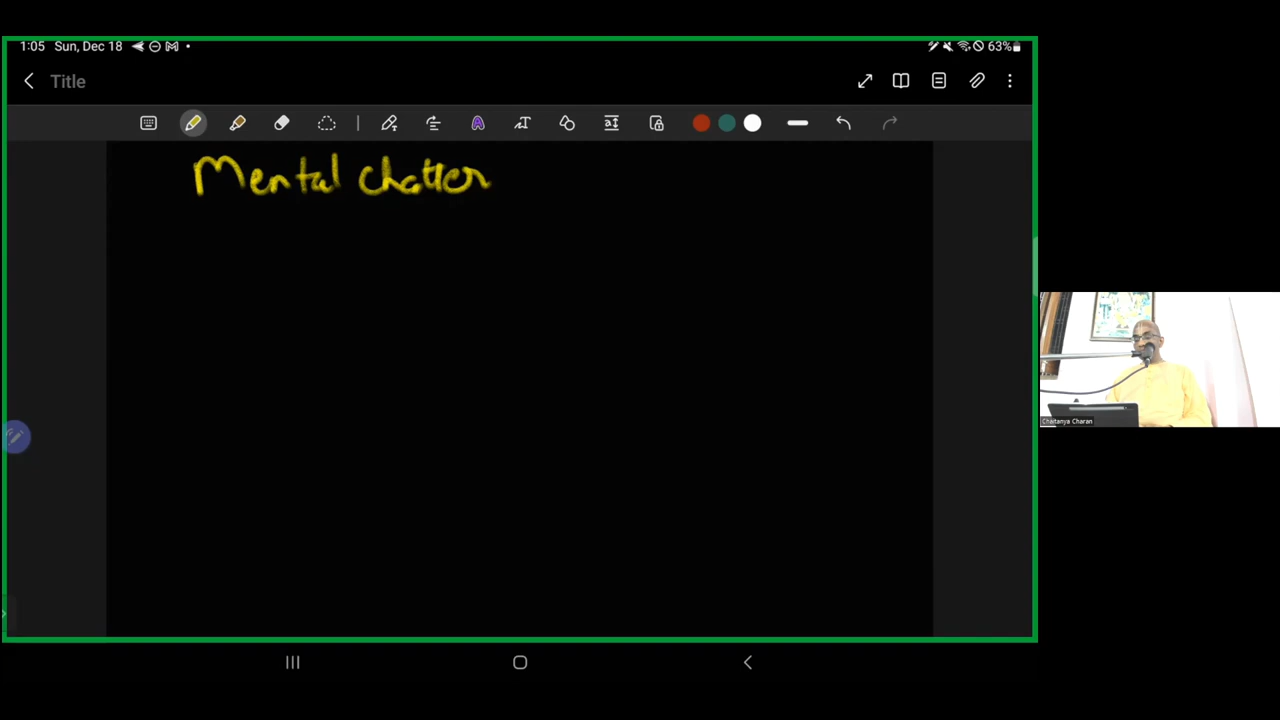 1:05 Sun, Dec 18
63%
Title
Mental chatter
Chaitanya Charan